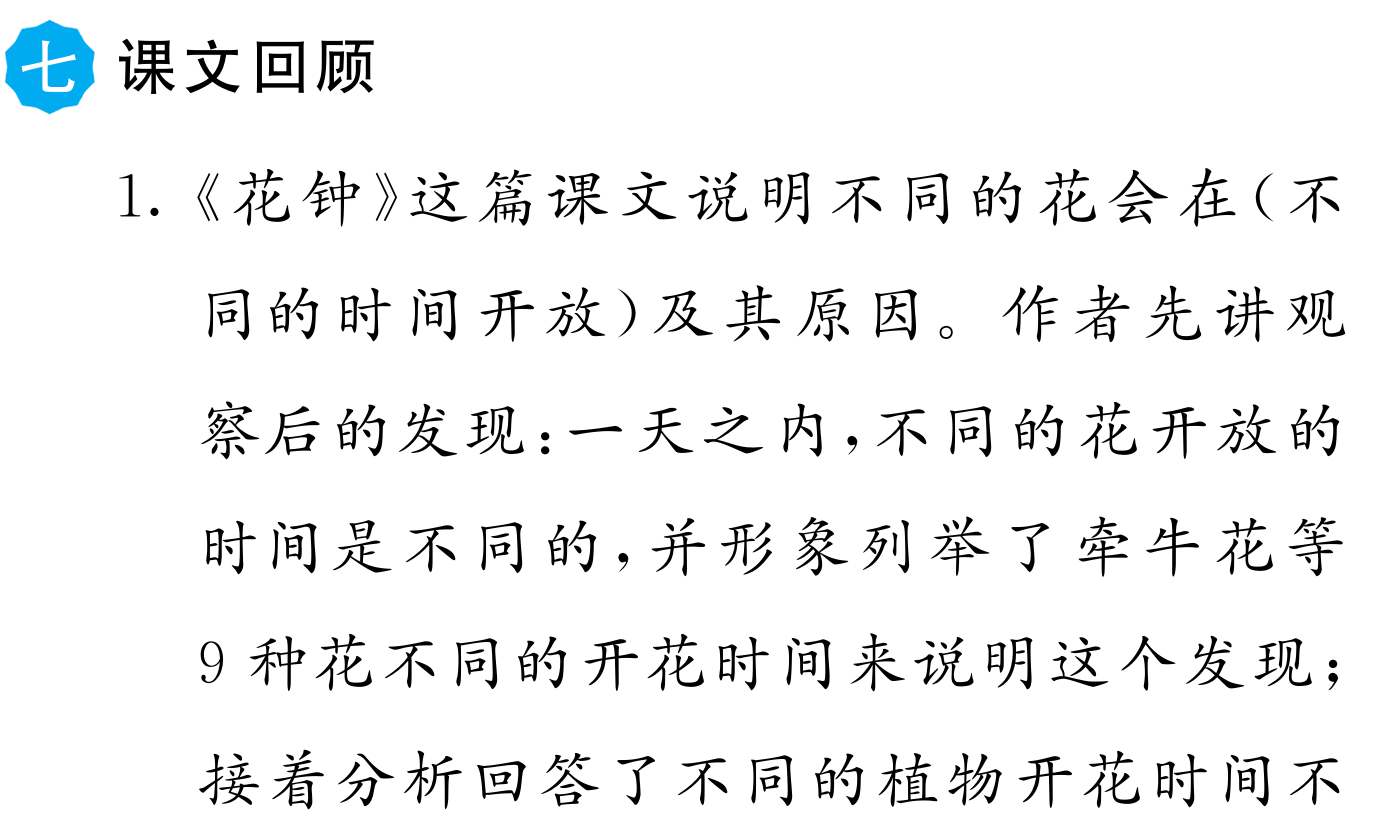 七 课文回顾
1.《花钟》这篇课文说明不同的花会在(不
同的时间开放)及其原因。作者先讲观
察后的发现:一天之内,不同的花开放的
时间是不同的,并形象列举了牵牛花等
9 种花不同的开花时间来说明这个发现;
接着分析回答了不同的植物开花时间不